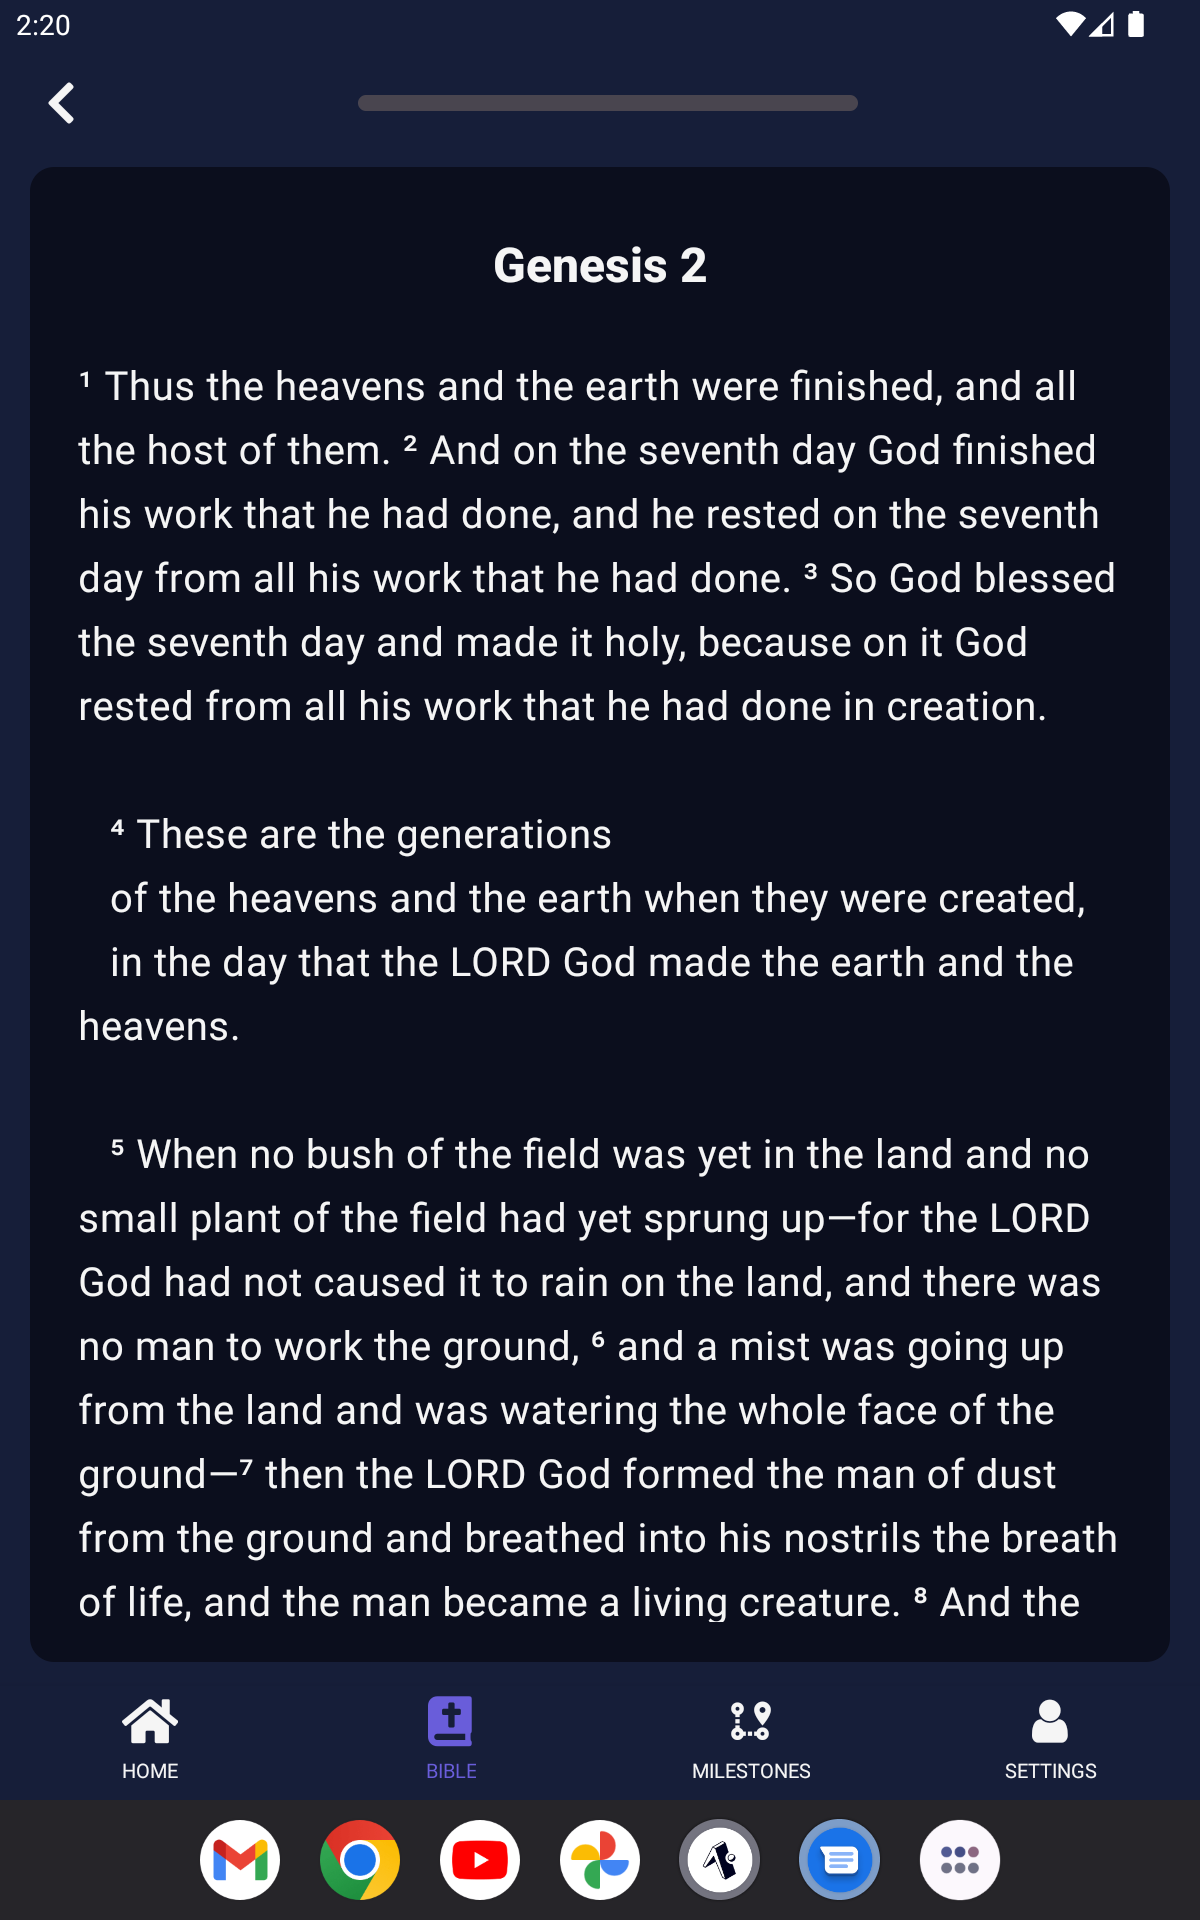 2:20
Genesis 2
¹ Thus the heavens and the earth were finished, and all
the host of them. ² And on the seventh day God finished
his work that he had done, and he rested on the seventh
day from all his work that he had done. ³ So God blessed
the seventh day and made it holy, because on it God
rested from all his work that he had done in creation.
⁴ These are the generations
of the heavens and the earth when they were created,
in the day that the LORD God made the earth and the
heavens.
⁵ When no bush of the field was yet in the land and no
small plant of the field had yet sprung up—for the LORD
God had not caused it to rain on the land, and there was
no man to work the ground, ⁶ and a mist was going up
from the land and was watering the whole face of the
ground—⁷ then the LORD God formed the man of dust
from the ground and breathed into his nostrils the breath
of life, and the man became a living creature. ⁸ And the
HOME
BIBLE
MILESTONES
SETTINGS